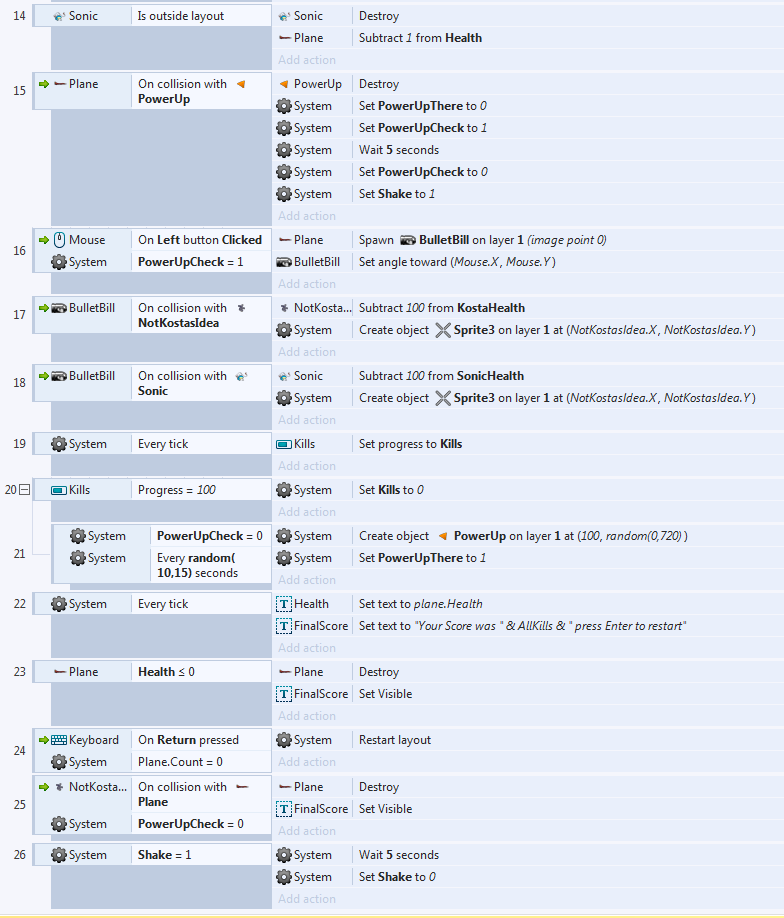 14 Sonic Is outside layout Sonic Destroy
Plane Subtract 1 from Health
Add action
15 Plane On collision with PowerUp PowerUp Destroy
System Set PowerUpThere to 0
System Set PowerUpCheck to 1
System Wait 5 seconds
System Set PowerUpCheck to 0
System Set Shake to 1
Add action
16 Mouse On Left button Clicked Plane Spawn BulletBill on layer 1 (image point 0)
System PowerUpCheck = 1 BulletBill Set angle toward (Mouse.X, Mouse.Y)
Add action
17 BulletBill On collision with NotKostasIdea NotKosta... Subtract 100 from KostaHealth
System Create object Sprite3 on layer 1 at (NotKostasIdea.X, NotKostasIdea.Y)
Add action
18 BulletBill On collision with Sonic Sonic Subtract 100 from SonicHealth
System Create object Sprite3 on layer 1 at (NotKostasIdea.X, NotKostasIdea.Y)
Add action
19 System Every tick Kills Set progress to Kills
Add action
20 Kills Progress = 100 System Set Kills to 0
Add action
21 System PowerUpCheck = 0 System Create object PowerUp on layer 1 at (100, random(0,720))
System Every random( 10,15) seconds System Set PowerUpThere to 1
Add action
22 System Every tick Health Set text to plane.Health
FinalScore Set text to "Your Score was " & AllKills & " press Enter to restart"
Add action
23 Plane Health ≤ 0 Plane Destroy
FinalScore Set Visible
Add action
24 Keyboard On Return pressed System Restart layout
System Plane.Count = 0 Add action
25 NotKosta... On collision with Plane Plane Destroy
FinalScore Set Visible
System PowerUpCheck = 0 Add action
26 System Shake = 1 System Wait 5 seconds
System Set Shake to 0
Add action